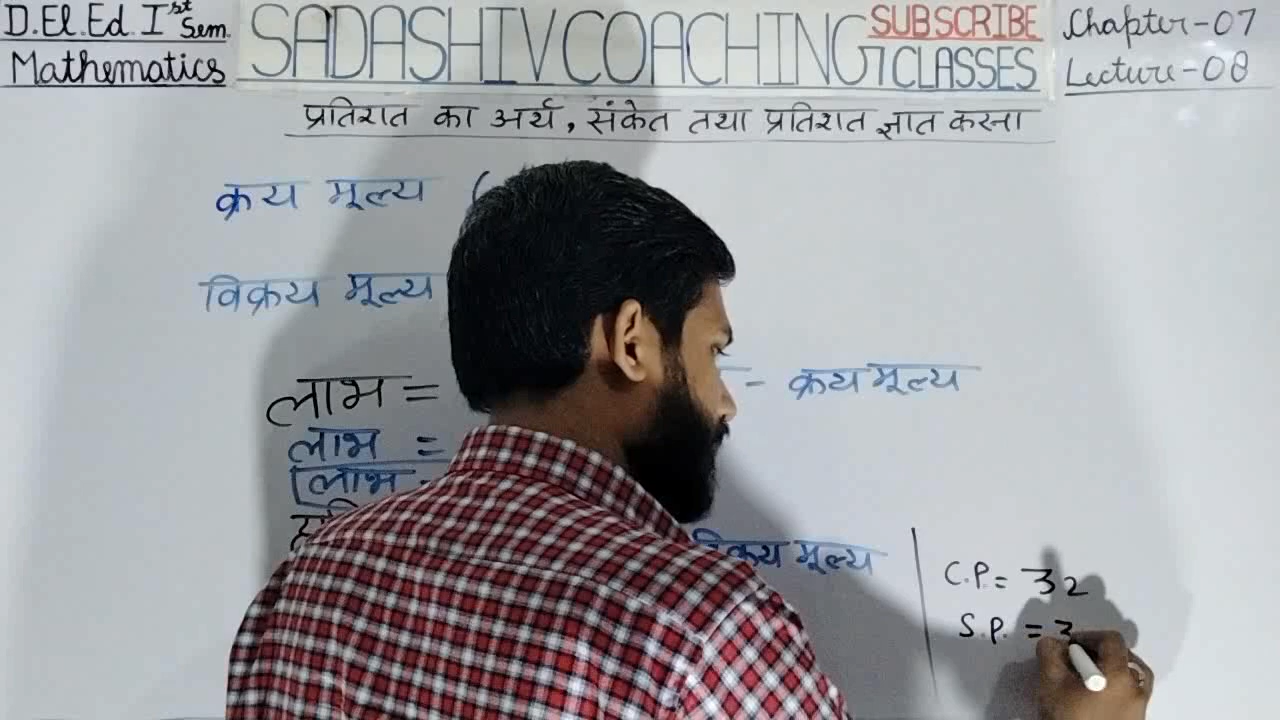 D.El.Ed. Ist Sem.
Mathematics
SADASHIV COACHING CLASSES
SUBSCRIBE
Chapter-07
Lecture-08
प्रतिशत का अर्थ, संकेत तथा प्रतिशत ज्ञात करना
क्रय मूल्य (
विक्रय मूल्य
लाभ = - क्रय मूल्य
लाभ =
लाभ
विक्रय मूल्य
C.P. = 32
S.P. = 3